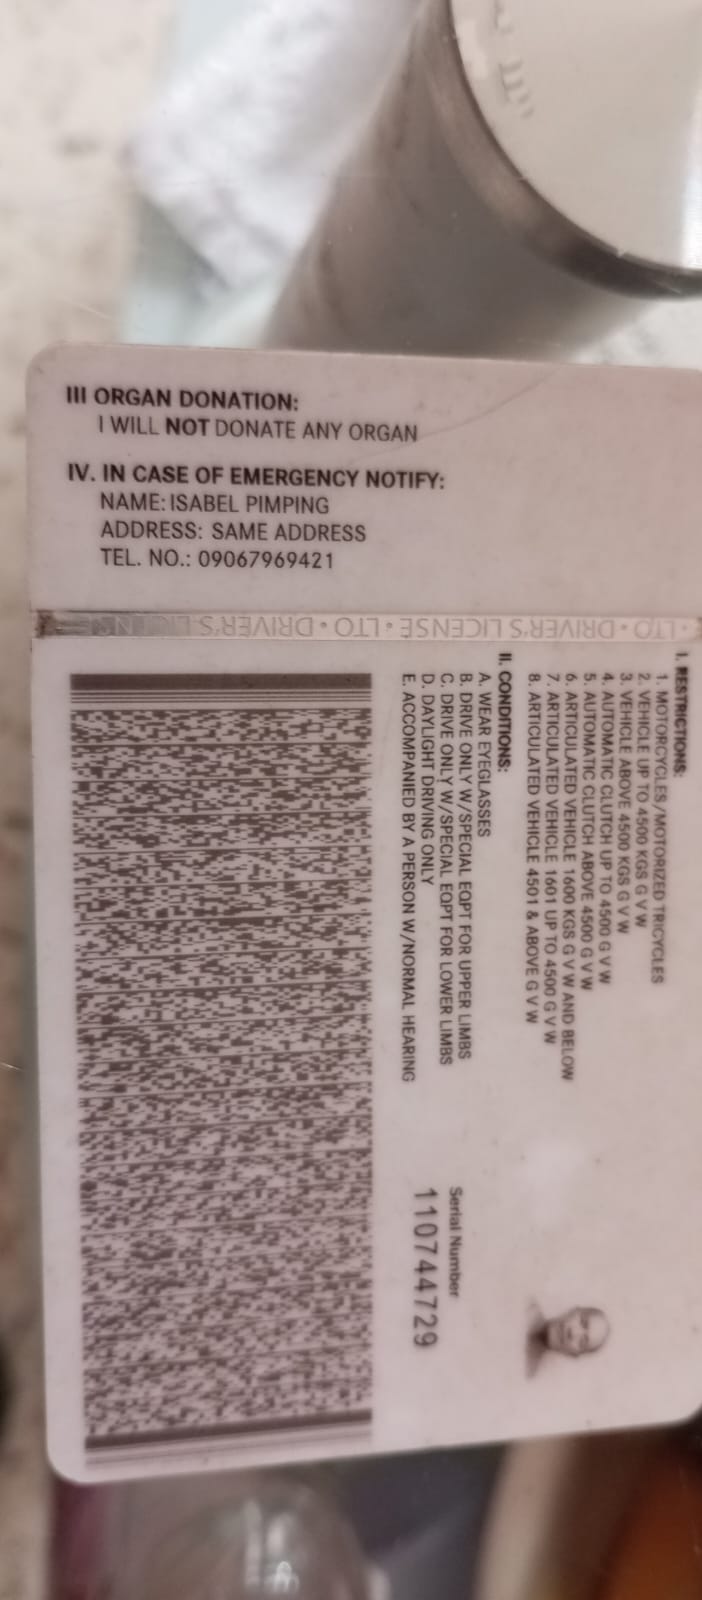 III ORGAN DONATION:
I WILL NOT DONATE ANY ORGAN
IV. IN CASE OF EMERGENCY NOTIFY:
NAME: ISABEL PIMPING
ADDRESS: SAME ADDRESS
TEL. NO.: 09067969421
LTO • DRIVER'S LICENSE • LTO • DRIVER'S LICENSE
I. RESTRICTIONS:
1. MOTORCYCLES/MOTORIZED TRICYCLES
2. VEHICLE UP TO 4500 KGS G V W
3. VEHICLE ABOVE 4500 KGS G V W
4. AUTOMATIC CLUTCH UP TO 4500 G V W
5. AUTOMATIC CLUTCH ABOVE 4500 G V W
6. ARTICULATED VEHICLE 1600 KGS G V W AND BELOW
7. ARTICULATED VEHICLE 1601 UP TO 4500 G V W
8. ARTICULATED VEHICLE 4501 & ABOVE G V W
II. CONDITIONS:
A. WEAR EYEGLASSES
B. DRIVE ONLY W/SPECIAL EQPT FOR UPPER LIMBS
C. DRIVE ONLY W/SPECIAL EQPT FOR LOWER LIMBS
D. DAYLIGHT DRIVING ONLY
E. ACCOMPANIED BY A PERSON W/NORMAL HEARING
Serial Number
110744729